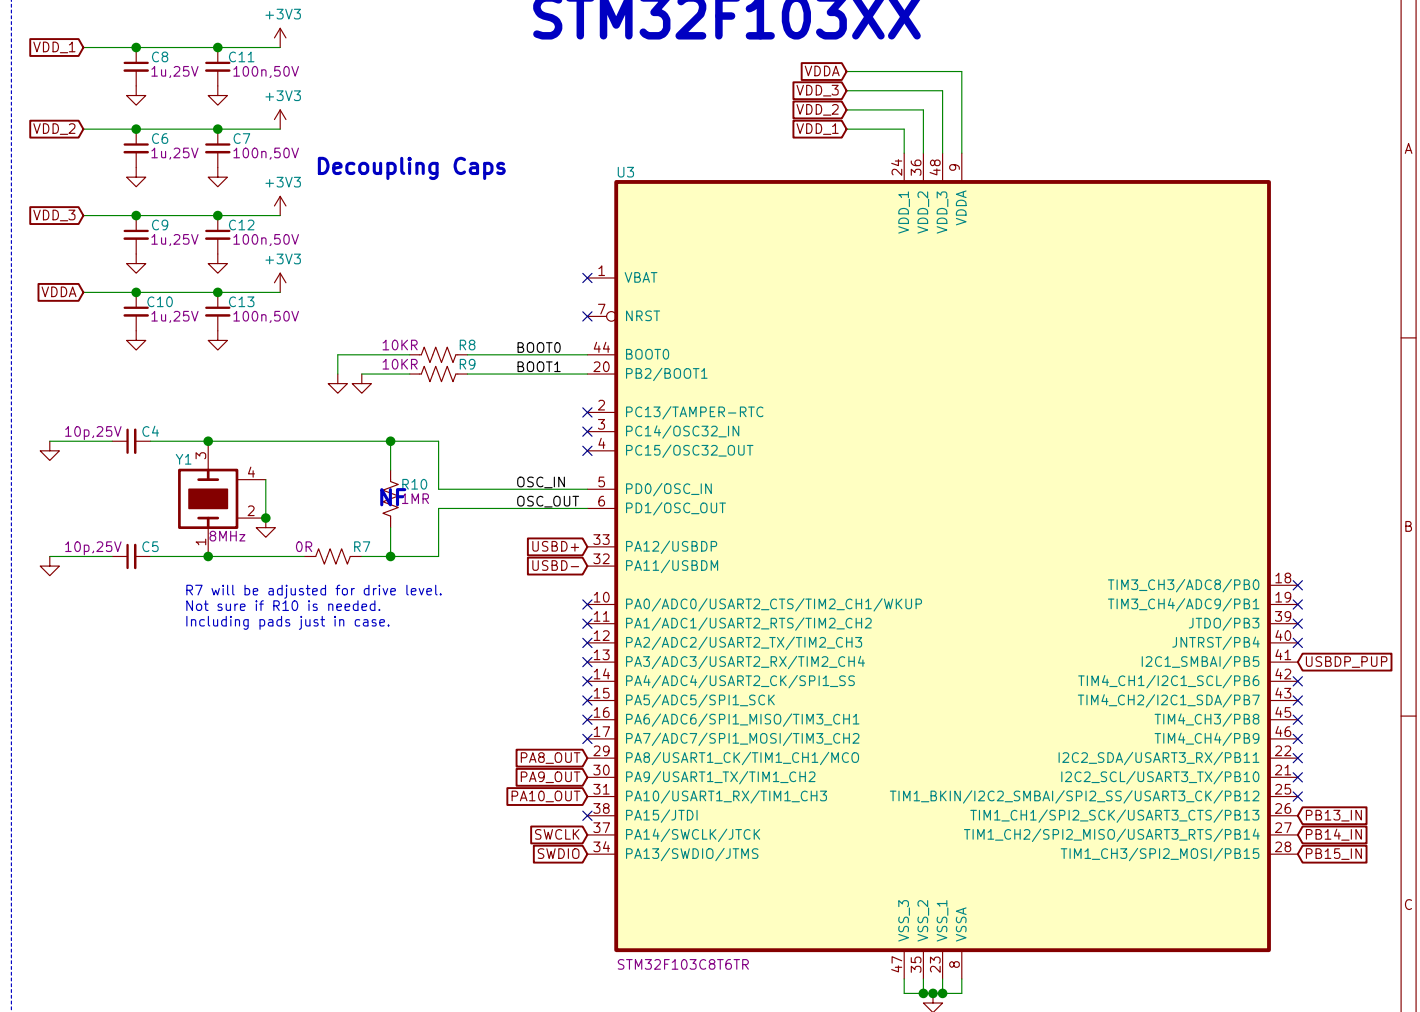 STM32F103XX
+3V3
VDD_1
C8
1u,25V
C11
100n,50V
+3V3
VDD_2
C6
1u,25V
C7
100n,50V
Decoupling Caps
+3V3
VDD_3
C9
1u,25V
C12
100n,50V
+3V3
VDDA
C10
1u,25V
C13
100n,50V
VDDA
VDD_3
VDD_2
VDD_1
24
36
48
9
U3
VDD_1
VDD_2
VDD_3
VDDA
1 VBAT
7 NRST
10KR R8 BOOT0 44 BOOT0
10KR R9 BOOT1 20 PB2/BOOT1
2 PC13/TAMPER-RTC
3 PC14/OSC32_IN
4 PC15/OSC32_OUT
10p,25V C4
Y1
3
4
2
1
8MHz
R10
1MR
NF
OSC_IN 5 PD0/OSC_IN
OSC_OUT 6 PD1/OSC_OUT
10p,25V C5
0R R7
R7 will be adjusted for drive level.
Not sure if R10 is needed.
Including pads just in case.
USBD+ 33 PA12/USBDP
USBD- 32 PA11/USBDM
10 PA0/ADC0/USART2_CTS/TIM2_CH1/WKUP
11 PA1/ADC1/USART2_RTS/TIM2_CH2
12 PA2/ADC2/USART2_TX/TIM2_CH3
13 PA3/ADC3/USART2_RX/TIM2_CH4
14 PA4/ADC4/USART2_CK/SPI1_SS
15 PA5/ADC5/SPI1_SCK
16 PA6/ADC6/SPI1_MISO/TIM3_CH1
17 PA7/ADC7/SPI1_MOSI/TIM3_CH2
PA8_OUT 29 PA8/USART1_CK/TIM1_CH1/MCO
PA9_OUT 30 PA9/USART1_TX/TIM1_CH2
PA10_OUT 31 PA10/USART1_RX/TIM1_CH3
38 PA15/JTDI
SWCLK 37 PA14/SWCLK/JTCK
SWDIO 34 PA13/SWDIO/JTMS
TIM3_CH3/ADC8/PB0 18
TIM3_CH4/ADC9/PB1 19
JTDO/PB3 39
JNTRST/PB4 40
I2C1_SMBAI/PB5 41 USBDP_PUP
TIM4_CH1/I2C1_SCL/PB6 42
TIM4_CH2/I2C1_SDA/PB7 43
TIM4_CH3/PB8 45
TIM4_CH4/PB9 46
I2C2_SDA/USART3_RX/PB11 22
I2C2_SCL/USART3_TX/PB10 21
TIM1_BKIN/I2C2_SMBAI/SPI2_SS/USART3_CK/PB12 25
TIM1_CH1/SPI2_SCK/USART3_CTS/PB13 26 PB13_IN
TIM1_CH2/SPI2_MISO/USART3_RTS/PB14 27 PB14_IN
TIM1_CH3/SPI2_MOSI/PB15 28 PB15_IN
VSS_3
VSS_2
VSS_1
VSSA
47
35
23
8
STM32F103C8T6TR
A
B
C